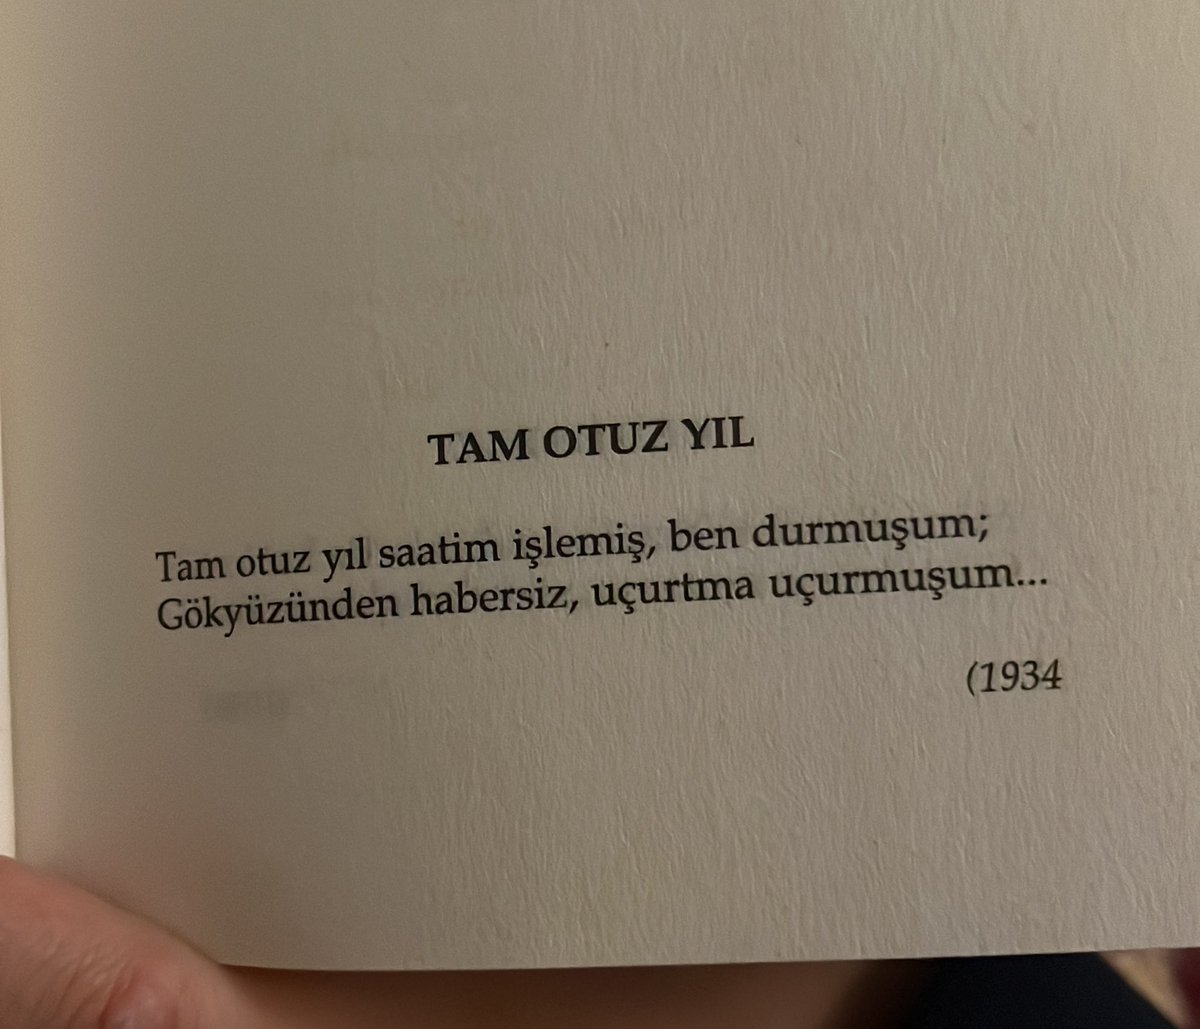 TAM OTUZ YIL
Tam otuz yıl saatim işlemiş, ben durmuşum;
Gökyüzünden habersiz, uçurtma uçurmuşum...
(1934